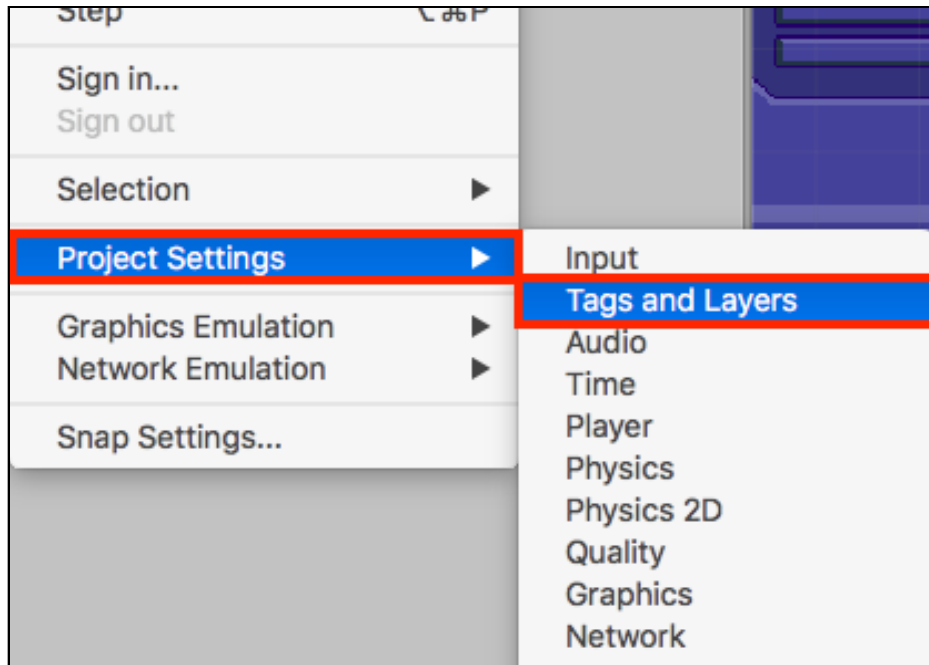 Step ⌥⌘P
Sign in...
Sign out
Selection
Project Settings
Graphics Emulation
Network Emulation
Snap Settings...
Input
Tags and Layers
Audio
Time
Player
Physics
Physics 2D
Quality
Graphics
Network